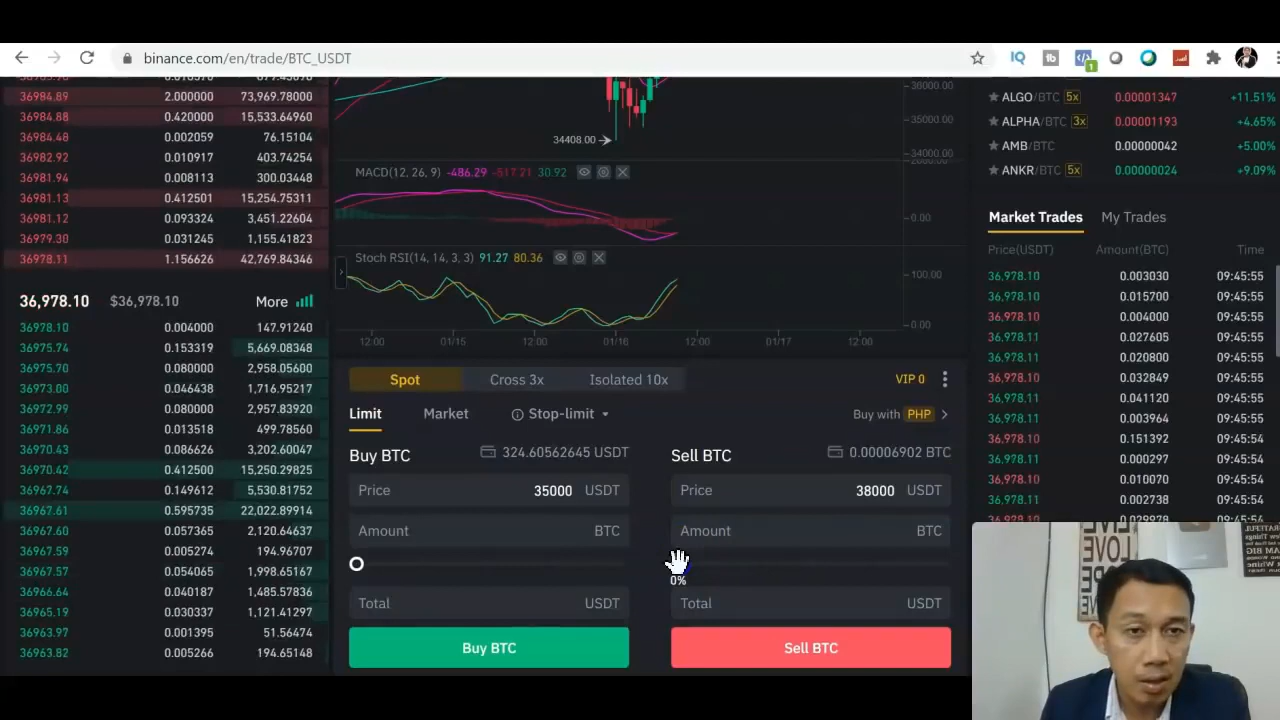 binance.com/en/trade/BTC_USDT
1
36984.89 2.000000 73,969.78000
36984.88 0.420000 15,533.64960
36984.48 0.002059 76.15104
36982.92 0.010917 403.74254
36981.94 0.008113 300.03448
36981.13 0.412501 15,254.75311
36981.12 0.093324 3,451.22604
36979.30 0.031245 1,155.41823
36978.11 1.156626 42,769.84346
36,978.10 $36,978.10 More
36978.10 0.004000 147.91240
36975.74 0.153319 5,669.08348
36975.70 0.080000 2,958.05600
36973.00 0.046438 1,716.95217
36972.99 0.080000 2,957.83920
36971.86 0.013518 499.78560
36970.43 0.086626 3,202.60047
36970.42 0.412500 15,250.29825
36967.74 0.149612 5,530.81752
36967.61 0.595735 22,022.89914
36967.60 0.057365 2,120.64637
36967.59 0.005274 194.96707
36967.57 0.054065 1,998.65167
36966.64 0.040187 1,485.57836
36965.19 0.030337 1,121.41297
36963.97 0.001395 51.56474
36963.82 0.005266 194.65148
36000.00
35000.00
34408.00
34000.00
MACD(12, 26, 9) -486.29 -517.21 30.92
0.00
Stoch RSI(14, 14, 3, 3) 91.27 80.36
100.00
0.00
12:00 01/15 12:00 01/16 12:00 01/17 12:00
Spot Cross 3x Isolated 10x VIP 0
Limit Market Stop-limit Buy with PHP
Buy BTC 324.60562645 USDT
Price 35000 USDT
Amount BTC
Total USDT
Buy BTC
Sell BTC 0.00006902 BTC
Price 38000 USDT
Amount BTC
0%
Total USDT
Sell BTC
ALGO/BTC 5x 0.00001347 +11.51%
ALPHA/BTC 3x 0.00001193 +4.65%
AMB/BTC 0.00000042 +5.00%
ANKR/BTC 5x 0.00000024 +9.09%
Market Trades My Trades
Price(USDT) Amount(BTC) Time
36,978.10 0.003030 09:45:55
36,978.10 0.015700 09:45:55
36,978.10 0.004000 09:45:55
36,978.11 0.027605 09:45:55
36,978.11 0.020800 09:45:55
36,978.10 0.032849 09:45:55
36,978.11 0.041120 09:45:55
36,978.11 0.003964 09:45:55
36,978.10 0.151392 09:45:54
36,978.11 0.000297 09:45:54
36,978.10 0.010070 09:45:54
36,978.11 0.002738 09:45:54
36,978.10 0.029978 09:45:54
LIVE
LOVE